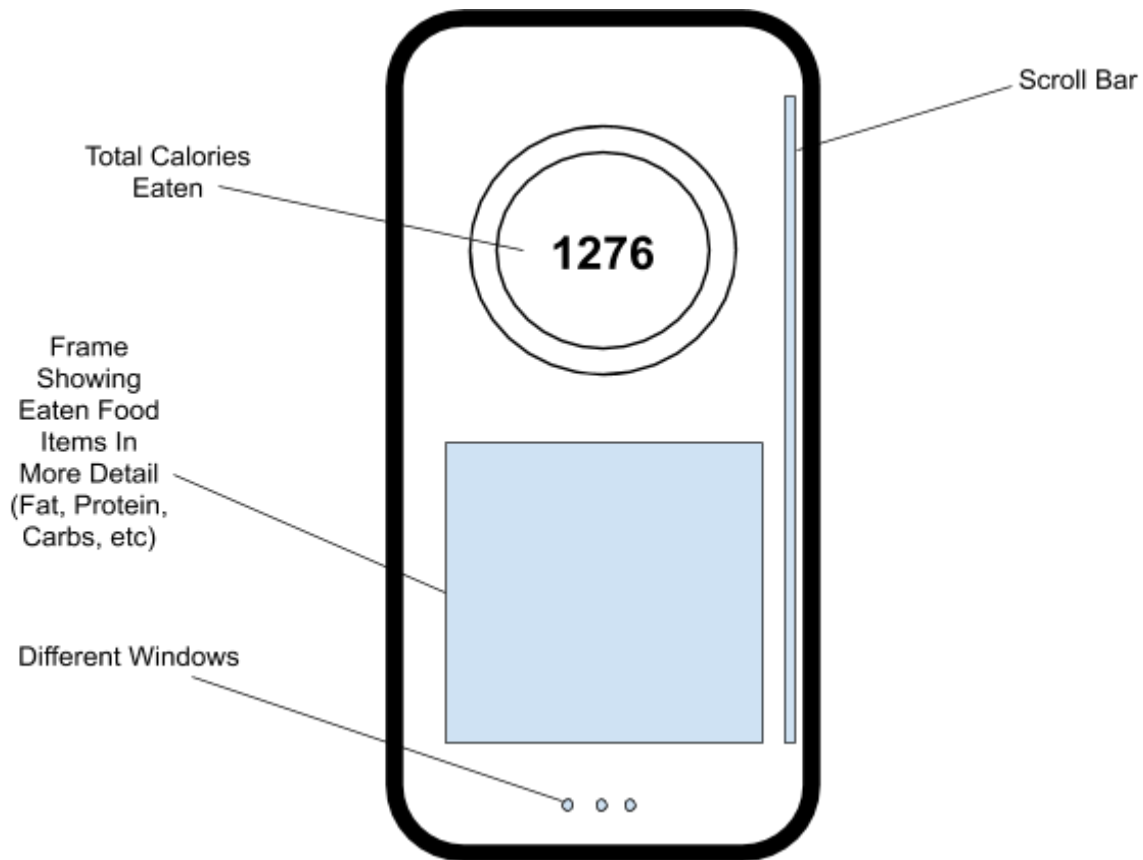 Scroll Bar
Total Calories
Eaten
1276
Frame
Showing
Eaten Food
Items In
More Detail
(Fat, Protein,
Carbs, etc)
Different Windows